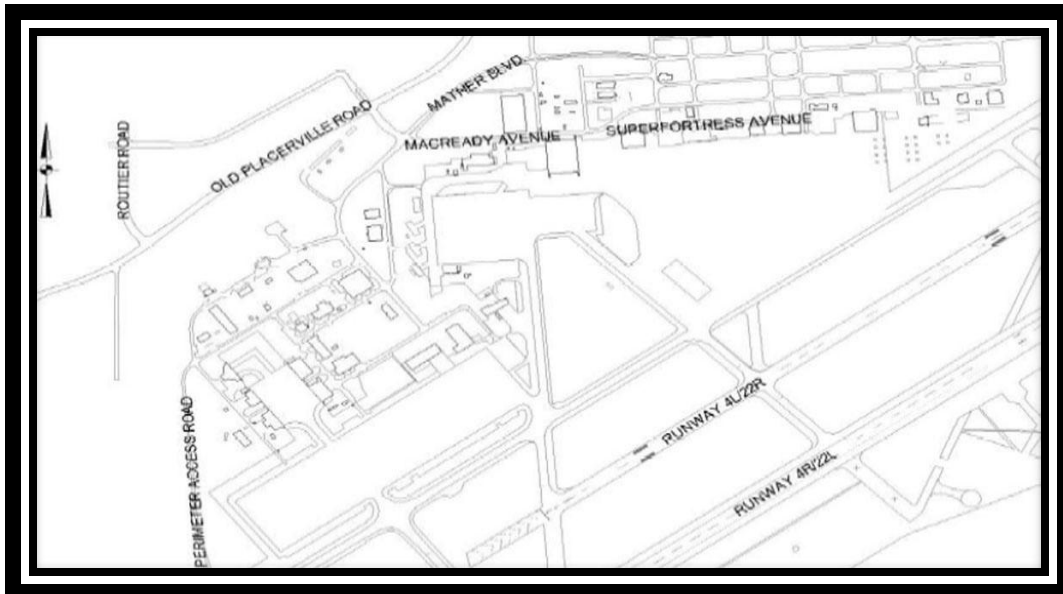 MATHER BLVD.
OLD PLACERVILLE ROAD
MACREADY AVENUE
SUPERFORTRESS AVENUE
ROUTIER ROAD
RUNWAY 4L/22R
RUNWAY 4R/22L
PERIMETER ACCESS ROAD